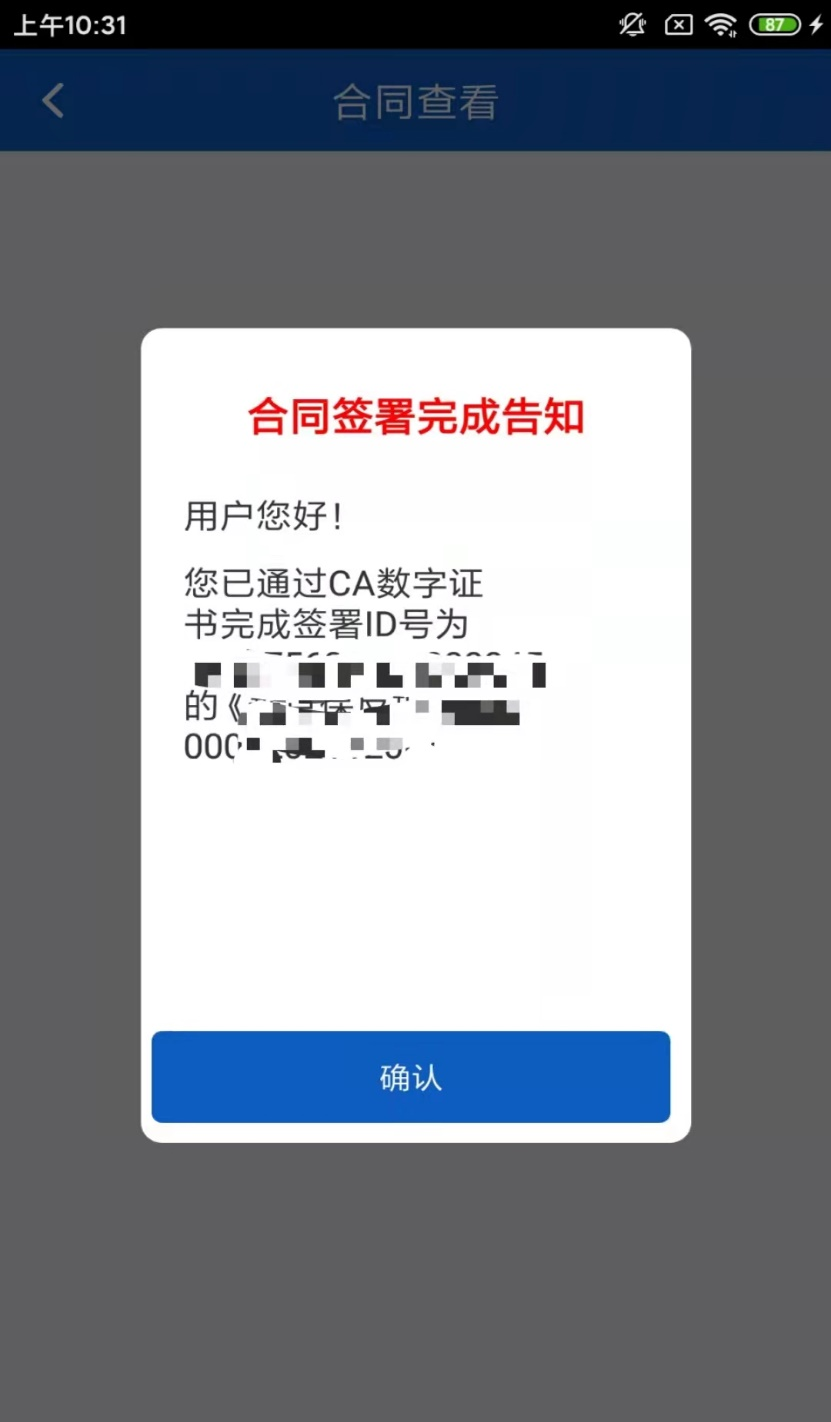 上午10:31
87
合同查看
合同签署完成告知
用户您好！
您已通过CA数字证
书完成签署ID号为
的《
000
确认